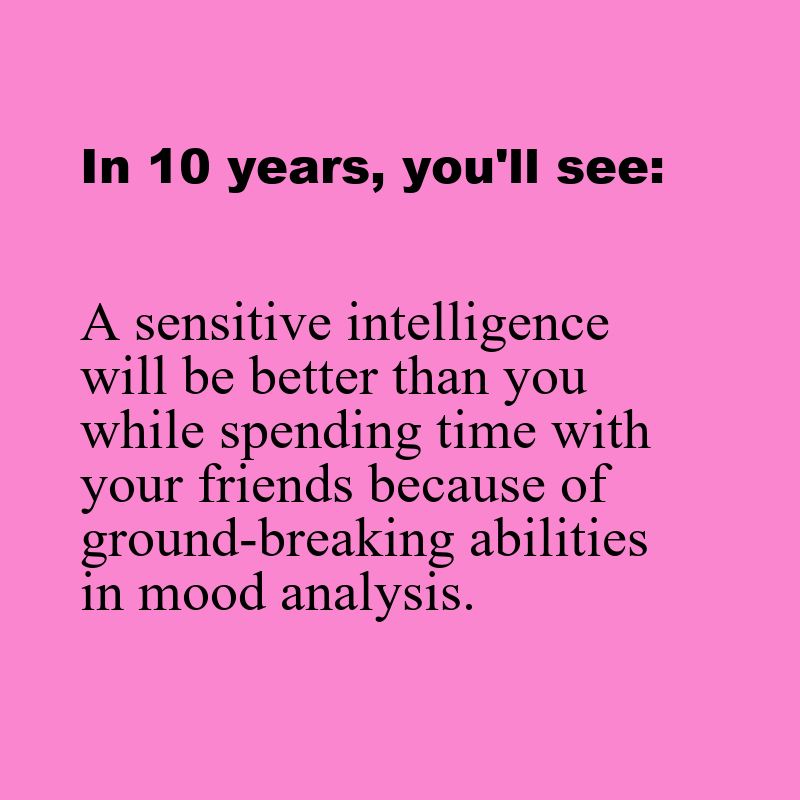 In 10 years, you'll see:
A sensitive intelligence
will be better than you
while spending time with
your friends because of
ground-breaking abilities
in mood analysis.